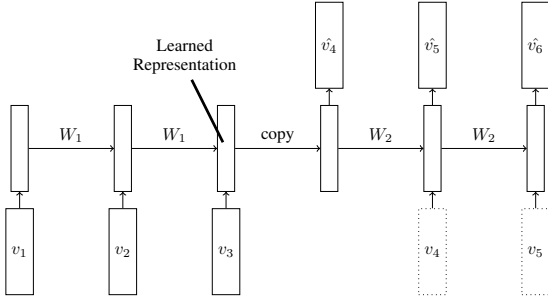 v̂₄ v̂₅ v̂₆
Learned
Representation
W₁ W₁ copy W₂ W₂
v₁ v₂ v₃ v₄ v₅